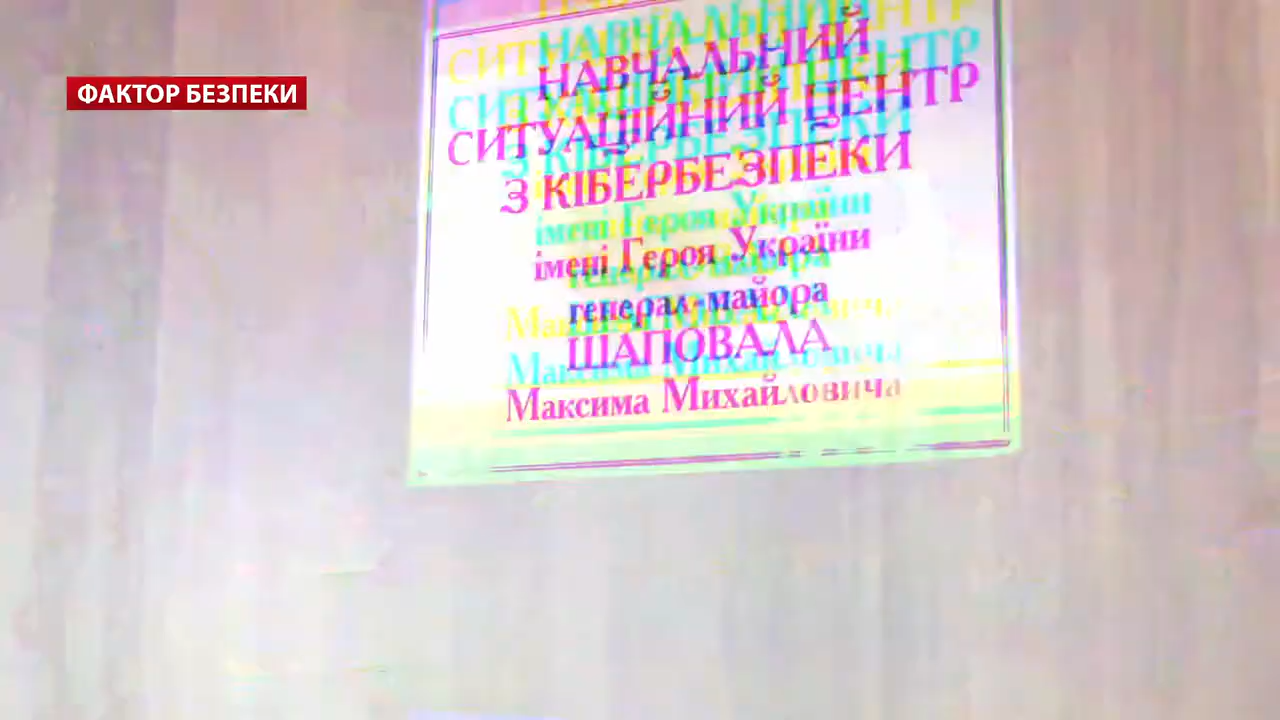 ФАКТОР БЕЗПЕКИ
НАВЧАЛЬНИЙ
СИТУАЦІЙНИЙ ЦЕНТР
З КІБЕРБЕЗПЕКИ
імені Героя України
генерал-майора
ШАПОВАЛА
Максима Михайловича